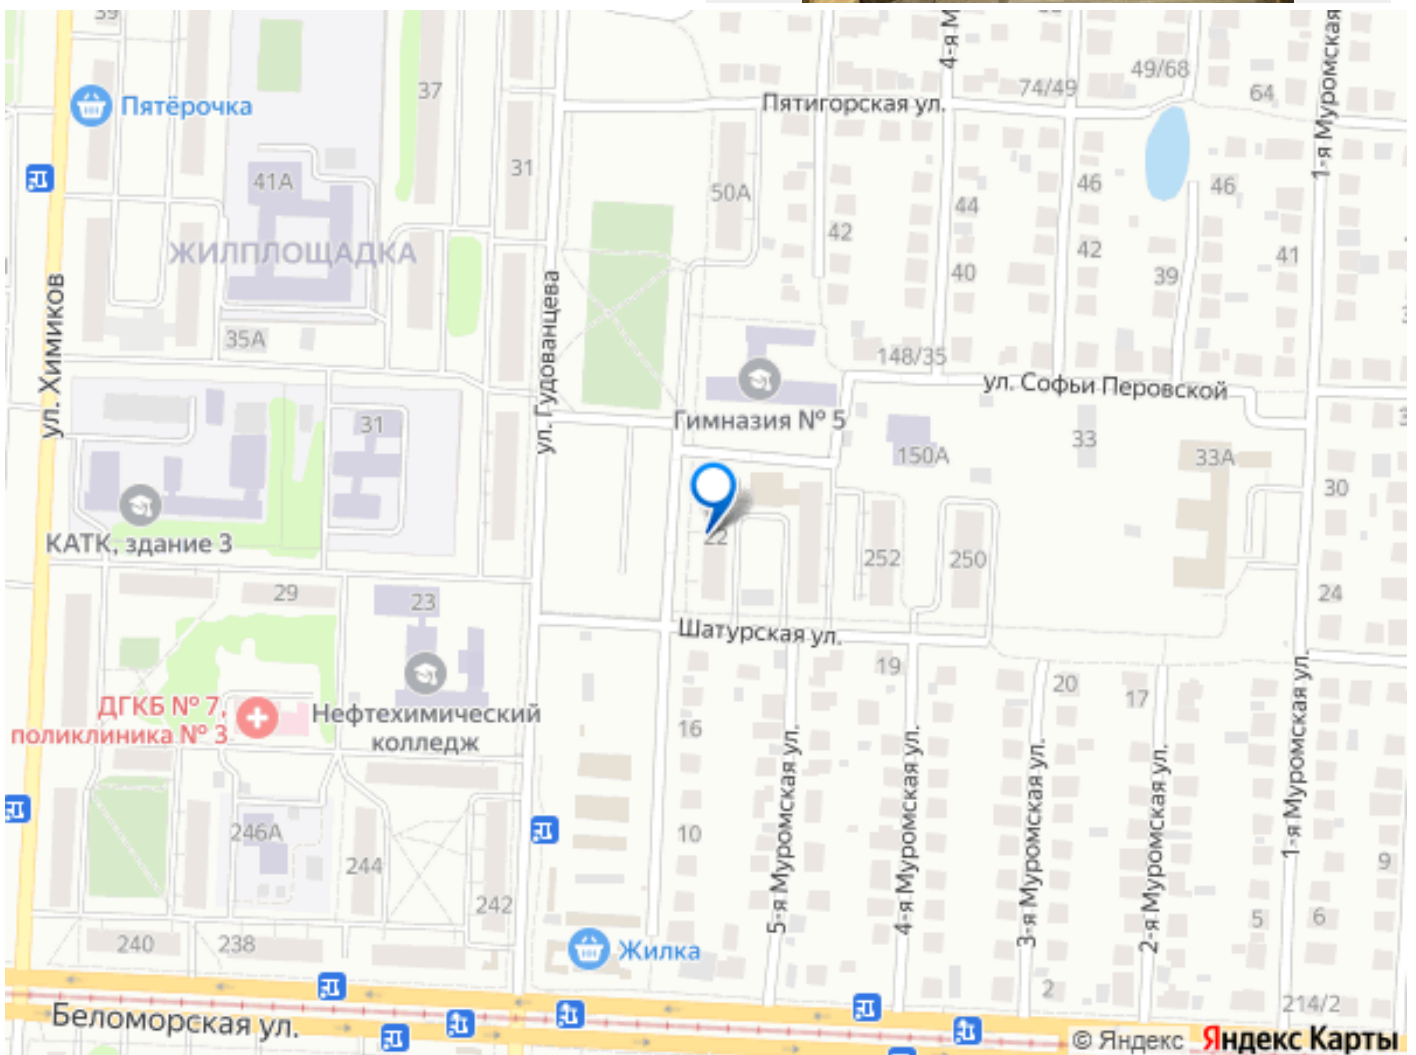 39
37
4-я М
74/49
49/68
64
1-я Муромская
Пятёрочка
Пятигорская ул.
31
41А
50А
46
46
44
42
42
41
ЖИЛПЛОЩАДКА
40
39
ул. Химиков
ул. Гудованцева
35А
148/35
ул. Софьи Перовской
31
Гимназия № 5
33
150А
33А
30
КАТК, здание 3
22
252
250
29
23
24
Шатурская ул.
19
20
17
ДГКБ № 7,
поликлиника № 3
Нефтехимический
колледж
16
5-я Муромская ул.
4-я Муромская ул.
3-я Муромская ул.
2-я Муромская ул.
1-я Муромская ул.
246А
10
244
9
242
5
6
240
238
Жилка
2
214/2
Беломорская ул.
© Яндекс Яндекс Карты